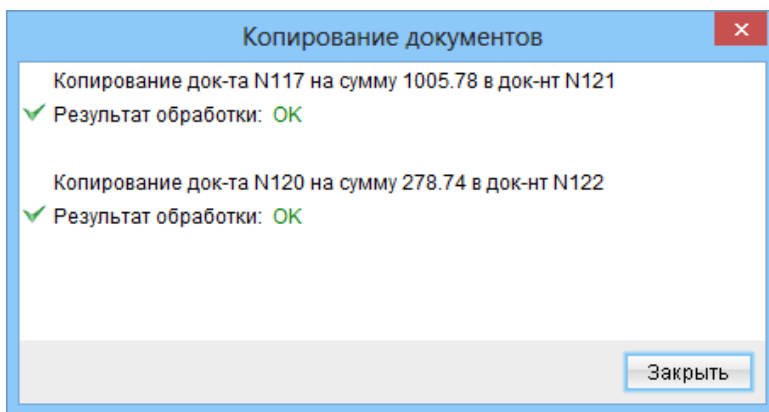 Копирование документов
Копирование док-та N117 на сумму 1005.78 в док-нт N121
Результат обработки: OK
Копирование док-та N120 на сумму 278.74 в док-нт N122
Результат обработки: OK
Закрыть